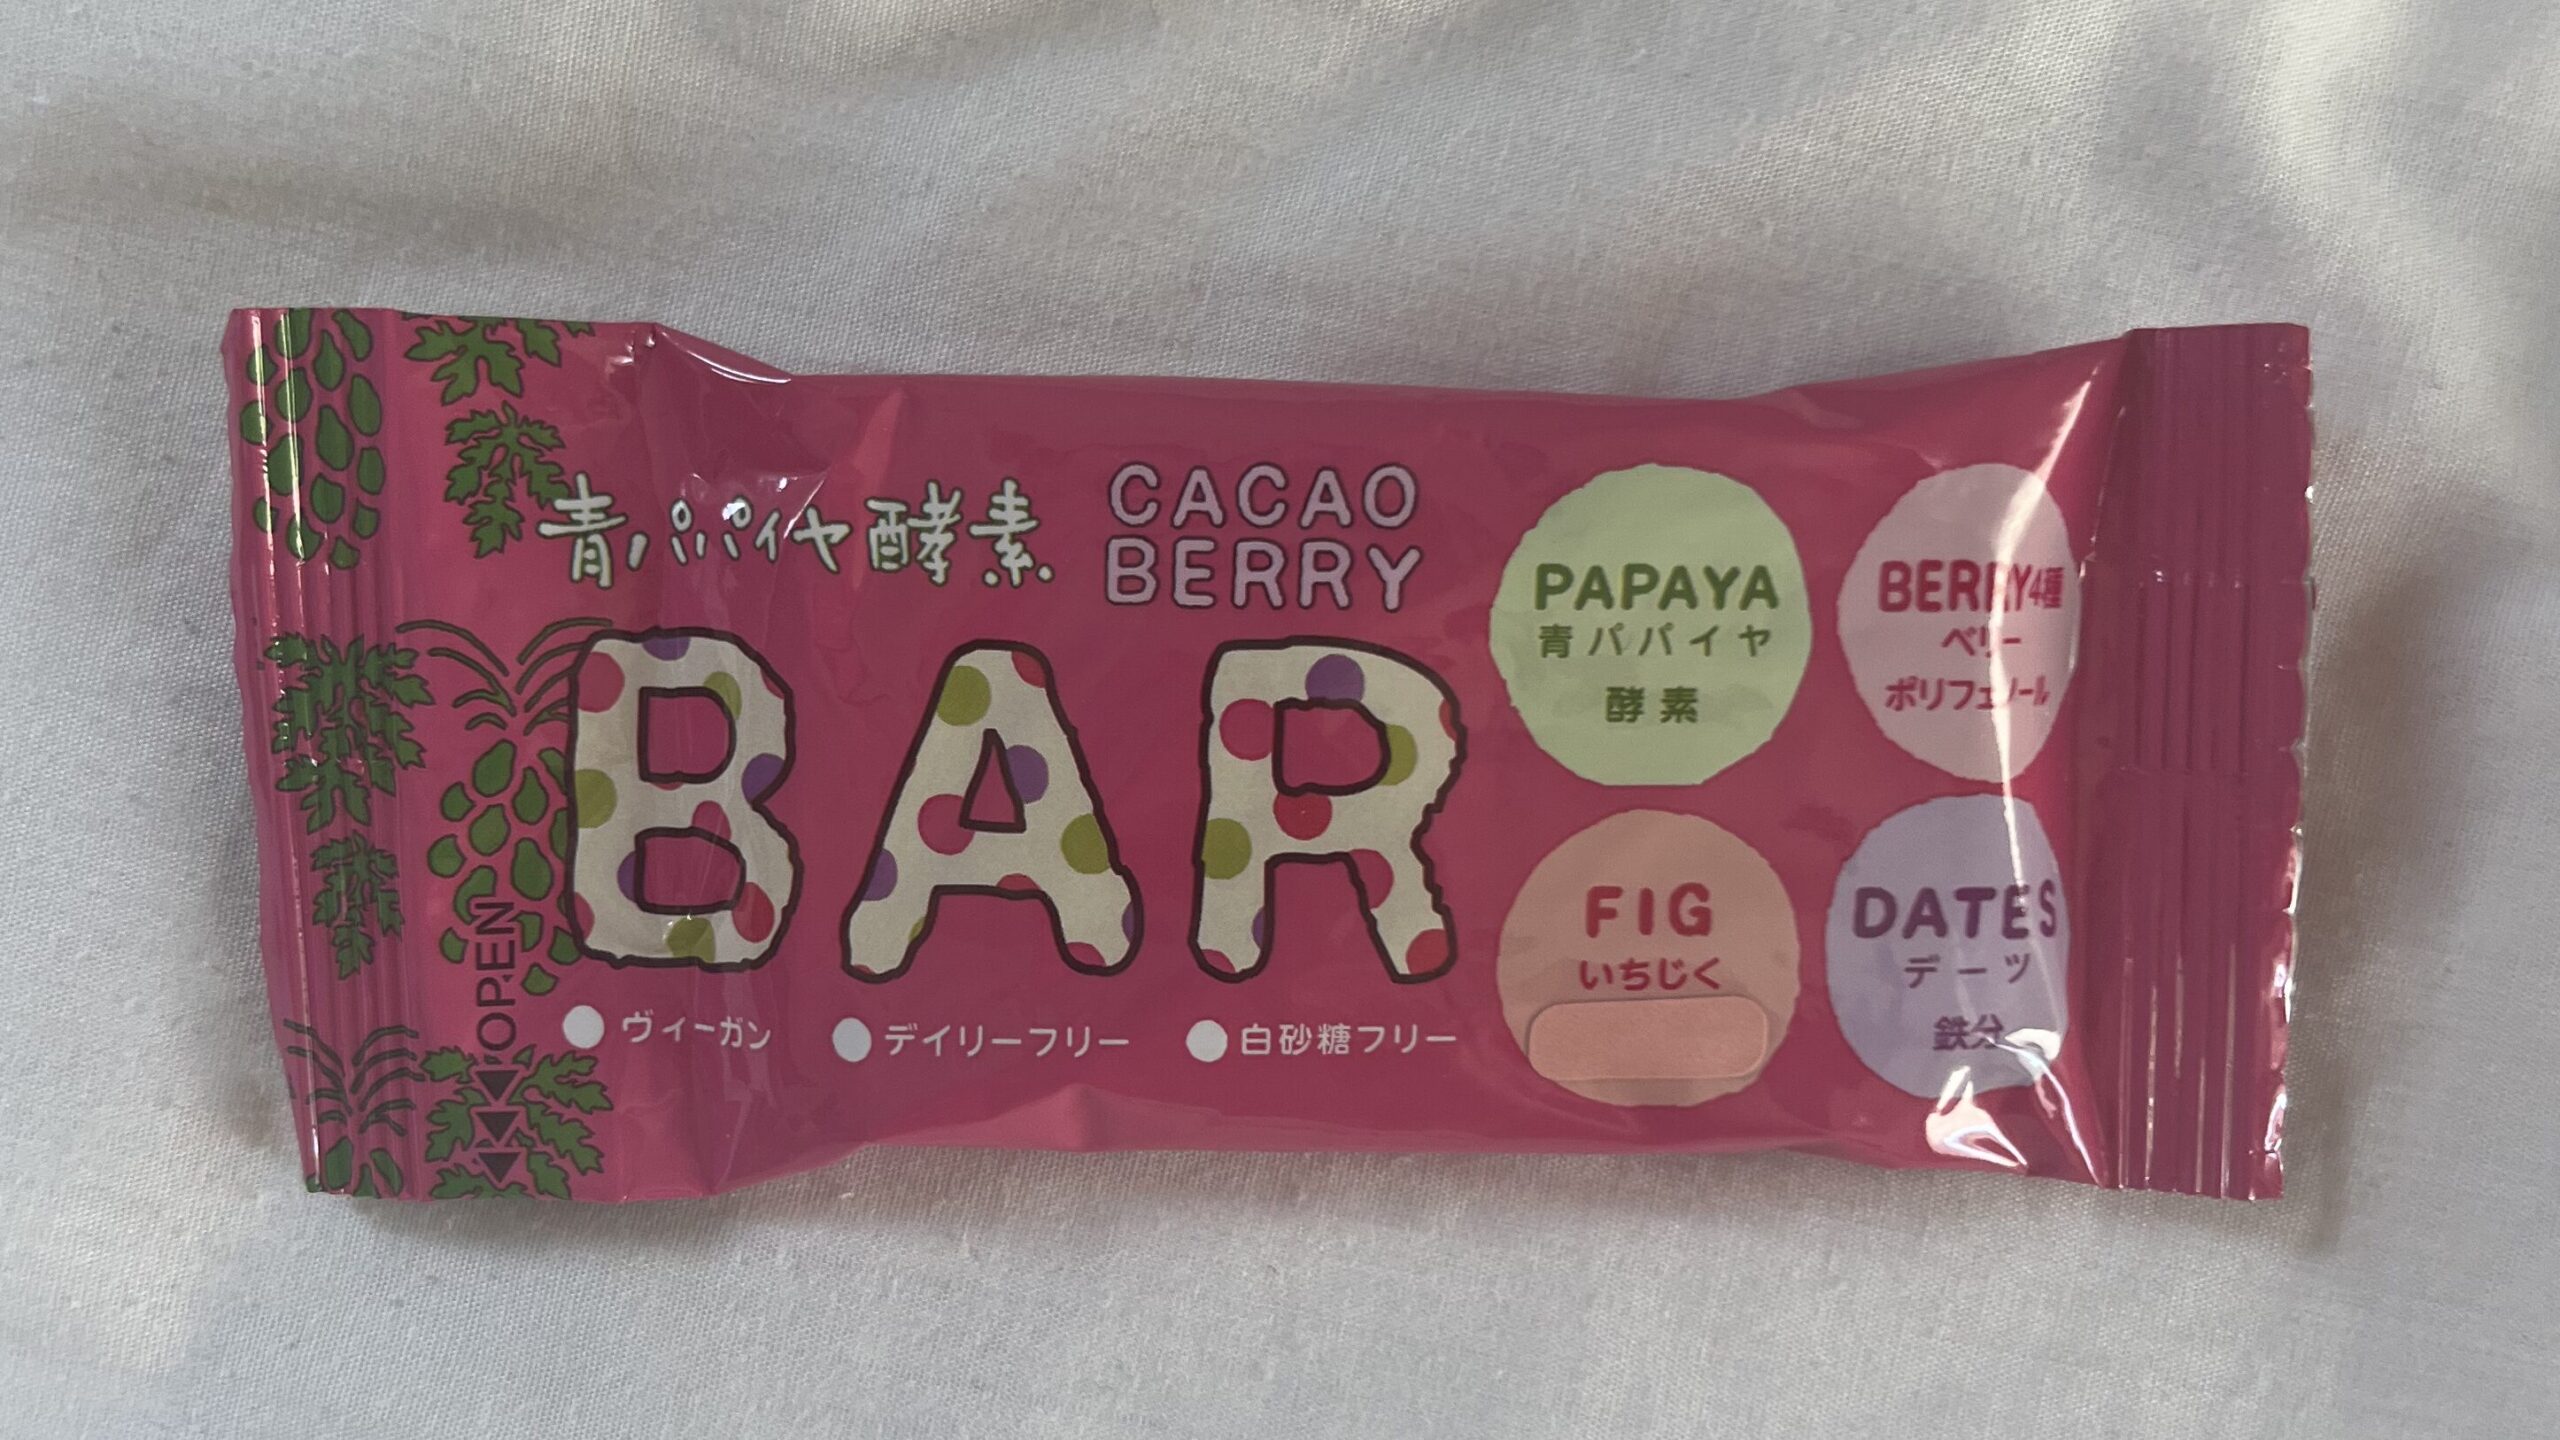 青パパイヤ酵素
CACAO
BERRY
BAR
OPEN
ヴィーガン
デイリーフリー
白砂糖フリー
PAPAYA
青パパイヤ
酵素
BERRY4種
ベリー
ポリフェノール
FIG
いちじく
DATES
デーツ
鉄分